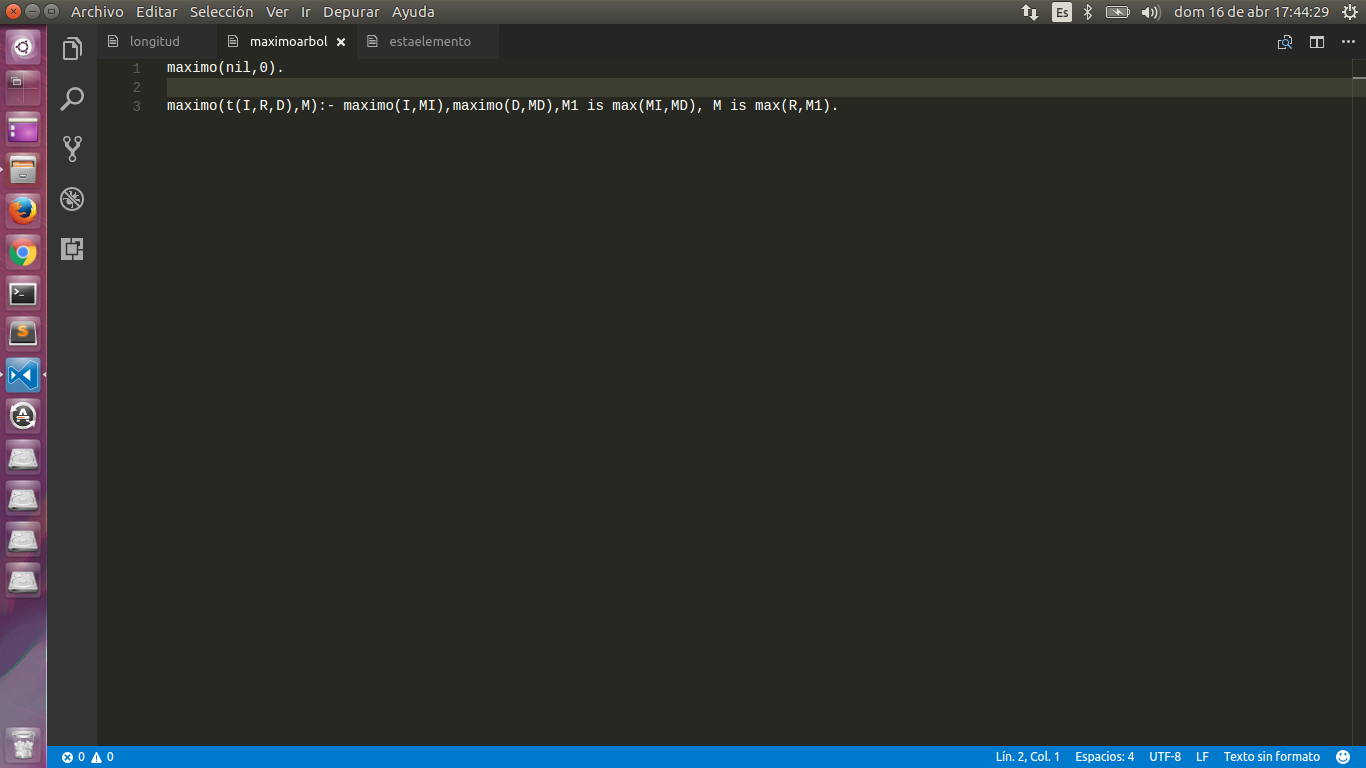 Archivo Editar Selección Ver Ir Depurar Ayuda
Es
dom 16 de abr 17:44:29
longitud
maximoarbol
estaelemento
1 maximo(nil,0).
2
3 maximo(t(I,R,D),M):- maximo(I,MI),maximo(D,MD),M1 is max(MI,MD), M is max(R,M1).
0 0
Lín. 2, Col. 1 Espacios: 4 UTF-8 LF Texto sin formato